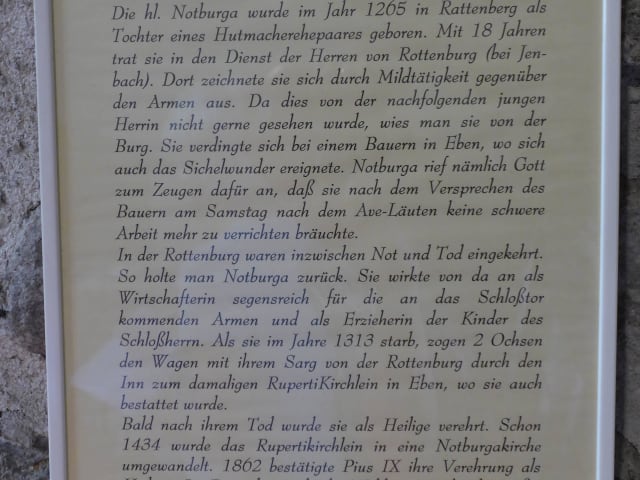 Die hl. Notburga wurde im Jahr 1265 in Rattenberg als
Tochter eines Hutmacherehepaares geboren. Mit 18 Jahren
trat sie in den Dienst der Herren von Rottenburg (bei Jen-
bach). Dort zeichnete sie sich durch Mildtätigkeit gegenüber
den Armen aus. Da dies von der nachfolgenden jungen
Herrin nicht gerne gesehen wurde, wies man sie von der
Burg. Sie verdingte sich bei einem Bauern in Eben, wo sich
auch das Sichelwunder ereignete. Notburga rief nämlich Gott
zum Zeugen dafür an, daß sie nach dem Versprechen des
Bauern am Samstag nach dem Ave-Läuten keine schwere
Arbeit mehr zu verrichten bräuchte.
In der Rottenburg waren inzwischen Not und Tod eingekehrt.
So holte man Notburga zurück. Sie wirkte von da an als
Wirtschafterin segensreich für die an das Schloßtor
kommenden Armen und als Erzieherin der Kinder des
Schloßherrn. Als sie im Jahre 1313 starb, zogen 2 Ochsen
den Wagen mit ihrem Sarg von der Rottenburg durch den
Inn zum damaligen RupertiKirchlein in Eben, wo sie auch
bestattet wurde.
Bald nach ihrem Tod wurde sie als Heilige verehrt. Schon
1434 wurde das Rupertikirchlein in eine Notburgakirche
umgewandelt. 1862 bestätigte Pius IX ihre Verehrung als